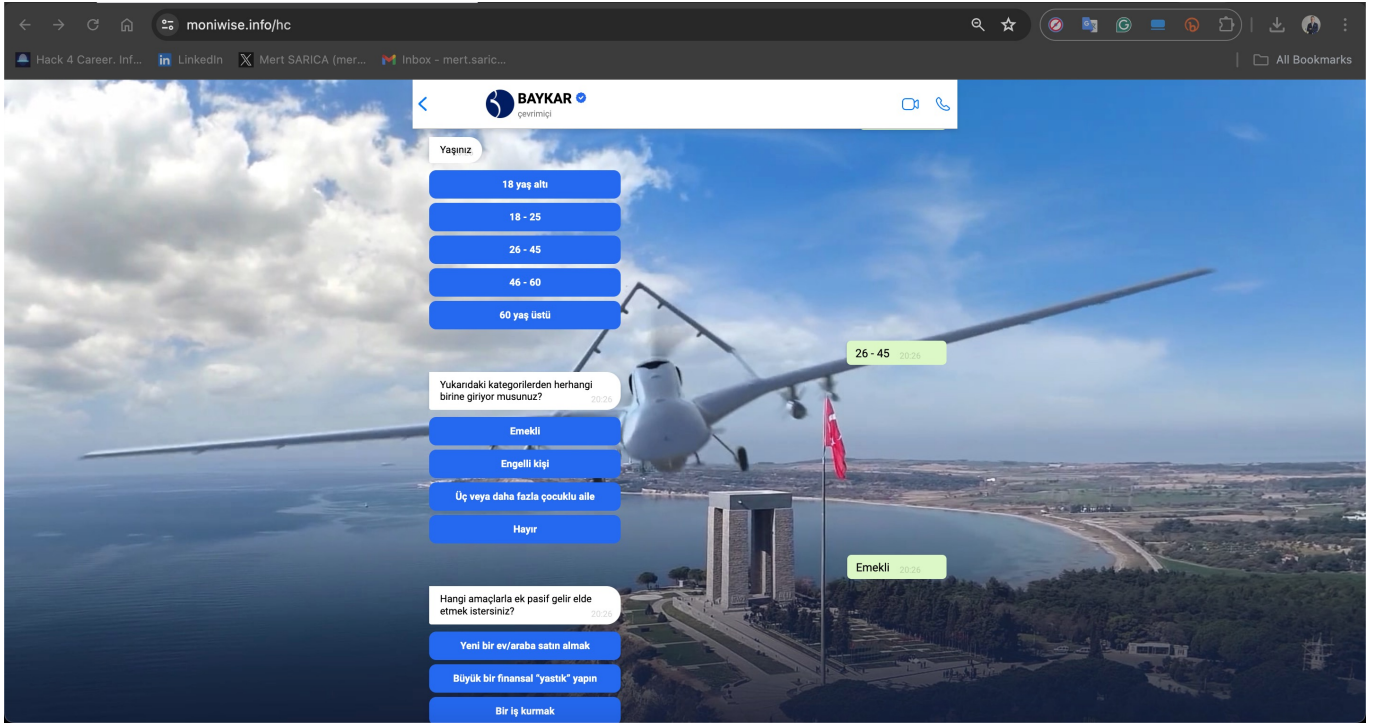 moniwise.info/hc
Hack 4 Career. Inf...
in LinkedIn
X Mert SARICA (mer...
Inbox - mert.saric...
All Bookmarks
BAYKAR
çevrimiçi
Yaşınız
18 yaş altı
18 - 25
26 - 45
46 - 60
60 yaş üstü
26 - 45 20:26
Yukarıdaki kategorilerden herhangi
birine giriyor musunuz? 20:26
Emekli
Engelli kişi
Üç veya daha fazla çocuklu aile
Hayır
Emekli 20:26
Hangi amaçlarla ek pasif gelir elde
etmek istersiniz? 20:26
Yeni bir ev/araba satın almak
Büyük bir finansal “yastık” yapın
Bir iş kurmak